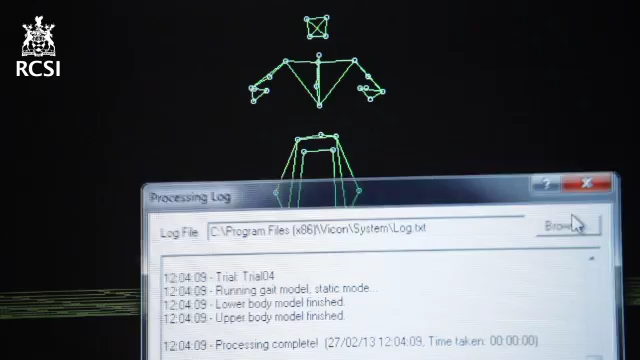 RCSI
Processing Log
Log File C:\Program Files (x86)\Vicon\System\Log.txt
12:04:09 - Trial: Trial04
12:04:09 - Running gait model, static mode...
12:04:09 - Lower body model finished.
12:04:09 - Upper body model finished.
12:04:09 - Processing complete! (27/02/13 12:04:09, Time taken: 00:00:00)